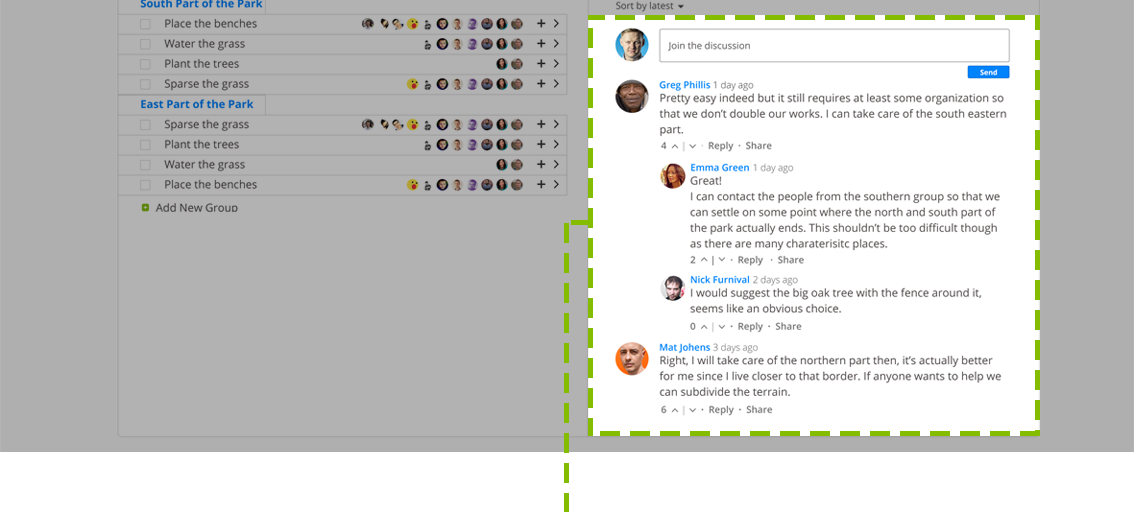 South Part of the Park
Place the benches
Water the grass
Plant the trees
Sparse the grass
East Part of the Park
Sparse the grass
Plant the trees
Water the grass
Place the benches
Add New Group
Sort by latest
Join the discussion
Send
Greg Phillis 1 day ago
Pretty easy indeed but it still requires at least some organization so
that we don't double our works. I can take care of the south eastern
part.
4 | · Reply · Share
Emma Green 1 day ago
Great!
I can contact the people from the southern group so that we
can settle on some point where the north and south part of
the park actually ends. This shouldn't be too difficult though
as there are many charaterisitc places.
2 | · Reply · Share
Nick Furnival 2 days ago
I would suggest the big oak tree with the fence around it,
seems like an obvious choice.
0 | · Reply · Share
Mat Johens 3 days ago
Right, I will take care of the northern part then, it's actually better
for me since I live closer to that border. If anyone wants to help we
can subdivide the terrain.
6 | · Reply · Share